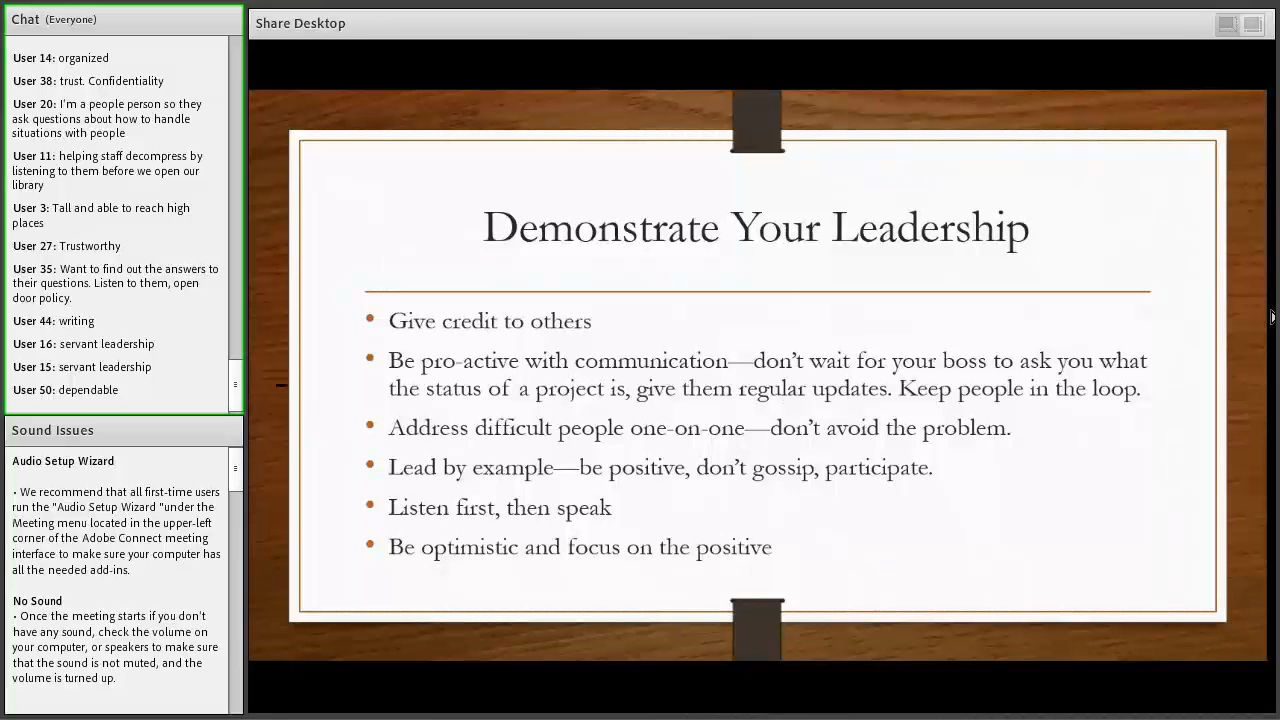 Chat (Everyone)
User 14: organized
User 38: trust. Confidentiality
User 20: I'm a people person so they
ask questions about how to handle
situations with people
User 11: helping staff decompress by
listening to them before we open our
library
User 3: Tall and able to reach high
places
User 27: Trustworthy
User 35: Want to find out the answers to
their questions. Listen to them, open
door policy.
User 44: writing
User 16: servant leadership
User 15: servant leadership
User 50: dependable
Sound Issues
Audio Setup Wizard
• We recommend that all first-time users
run the "Audio Setup Wizard "under the
Meeting menu located in the upper-left
corner of the Adobe Connect meeting
interface to make sure your computer has
all the needed add-ins.
No Sound
• Once the meeting starts if you don't
have any sound, check the volume on
your computer, or speakers to make sure
that the sound is not muted, and the
volume is turned up.
Share Desktop
Demonstrate Your Leadership
• Give credit to others
• Be pro-active with communication—don't wait for your boss to ask you what
the status of a project is, give them regular updates. Keep people in the loop.
• Address difficult people one-on-one—don't avoid the problem.
• Lead by example—be positive, don't gossip, participate.
• Listen first, then speak
• Be optimistic and focus on the positive